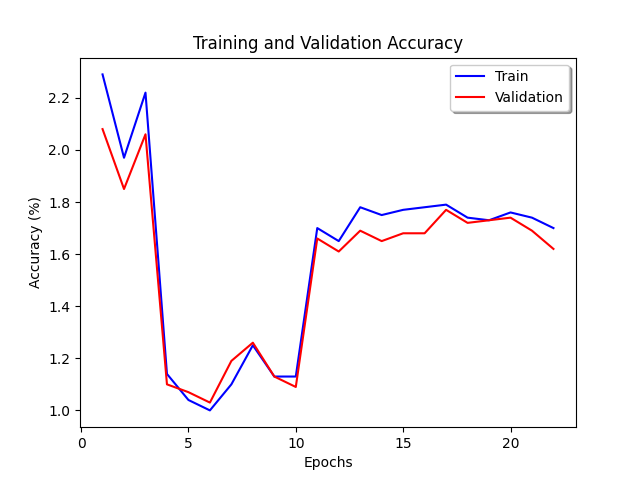 Training and Validation Accuracy
Train
Validation
Accuracy (%)
2.2
2.0
1.8
1.6
1.4
1.2
1.0
0
5
10
15
20
Epochs